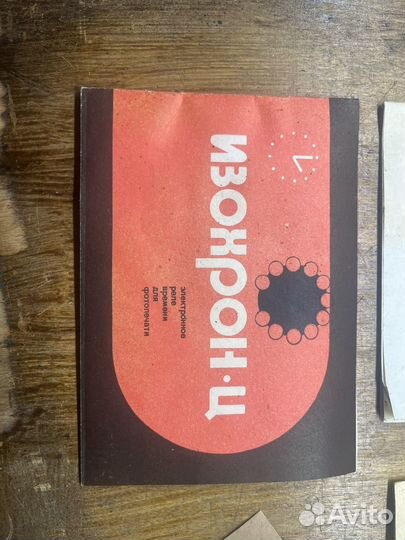 изохрон.ц
электронное
реле
времени
для
фотопечати
Avito